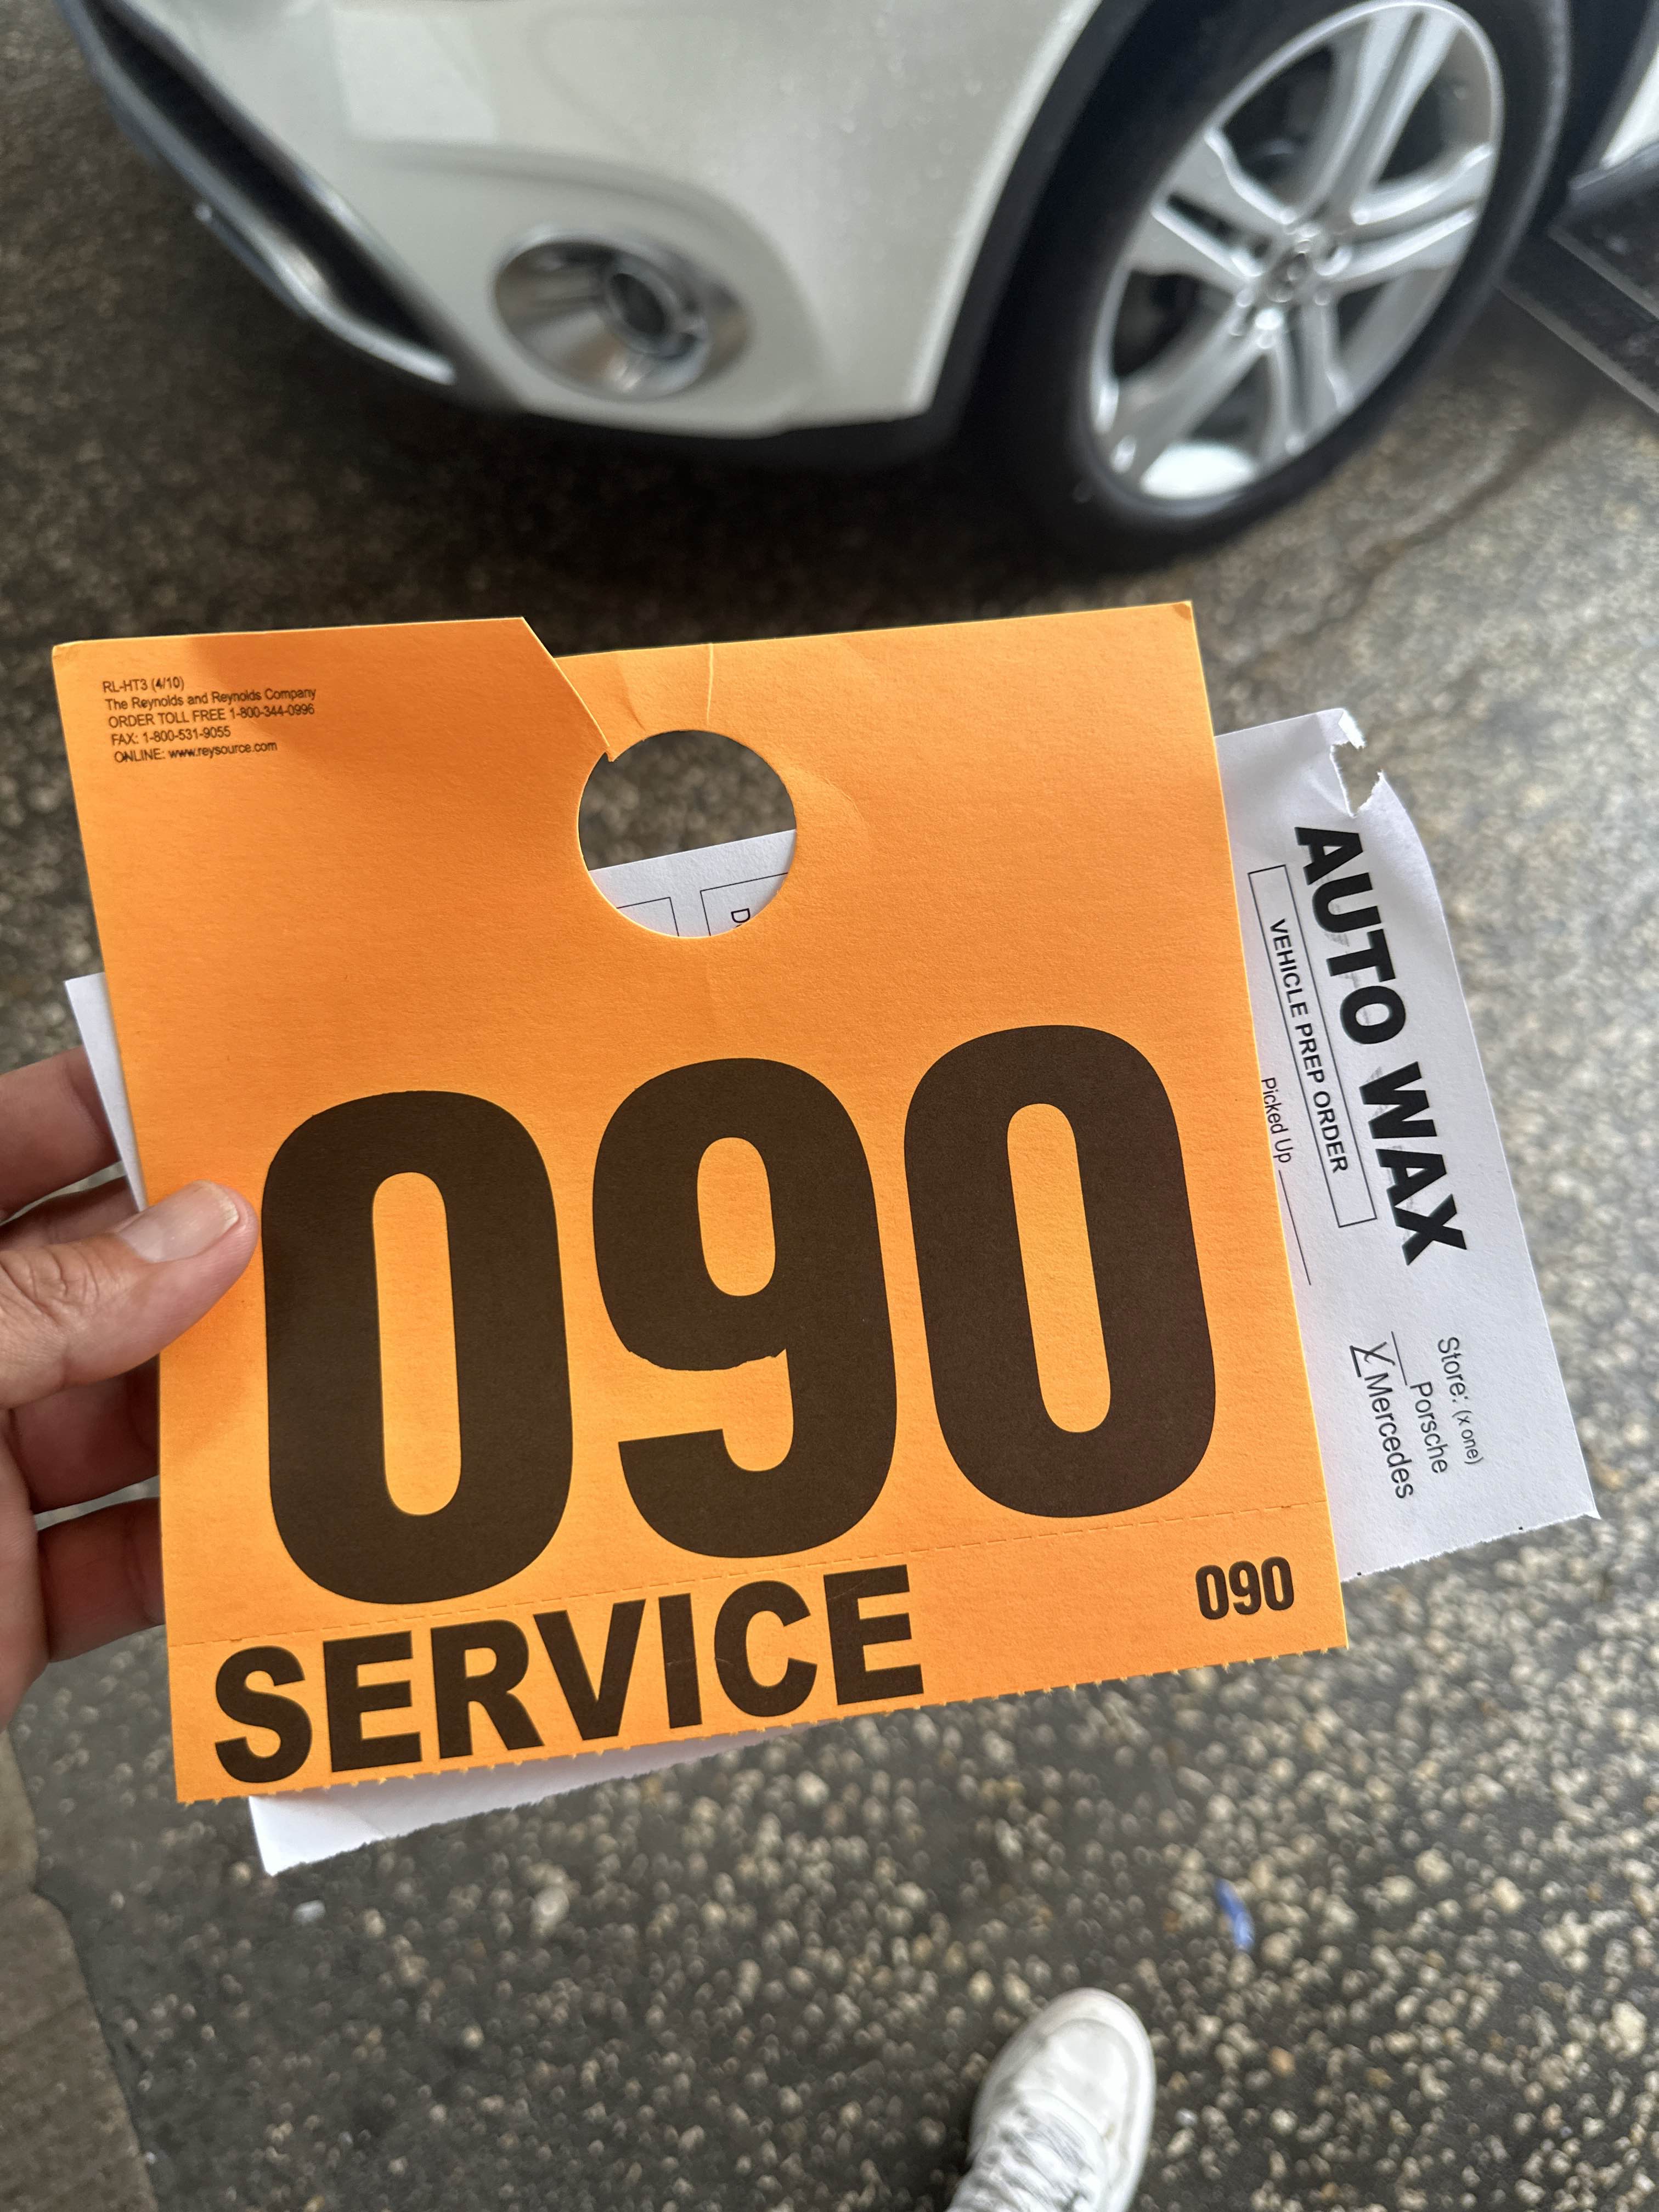 RL-HT3 (4/10)
The Reynolds and Reynolds Company
ORDER TOLL FREE 1-800-344-0996
FAX: 1-800-531-9055
ONLINE: www.reysource.com
090
SERVICE
090
AUTO WAX
VEHICLE PREP ORDER
Picked Up
Store: (x one)
Porsche
X Mercedes